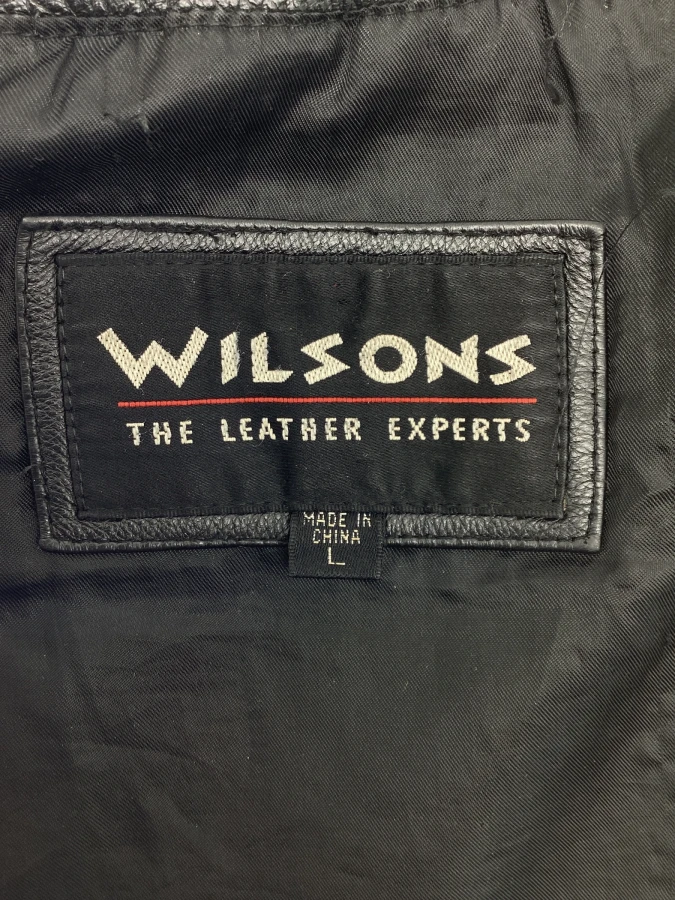 WILSONS
THE LEATHER EXPERTS
MADE IN
CHINA
L